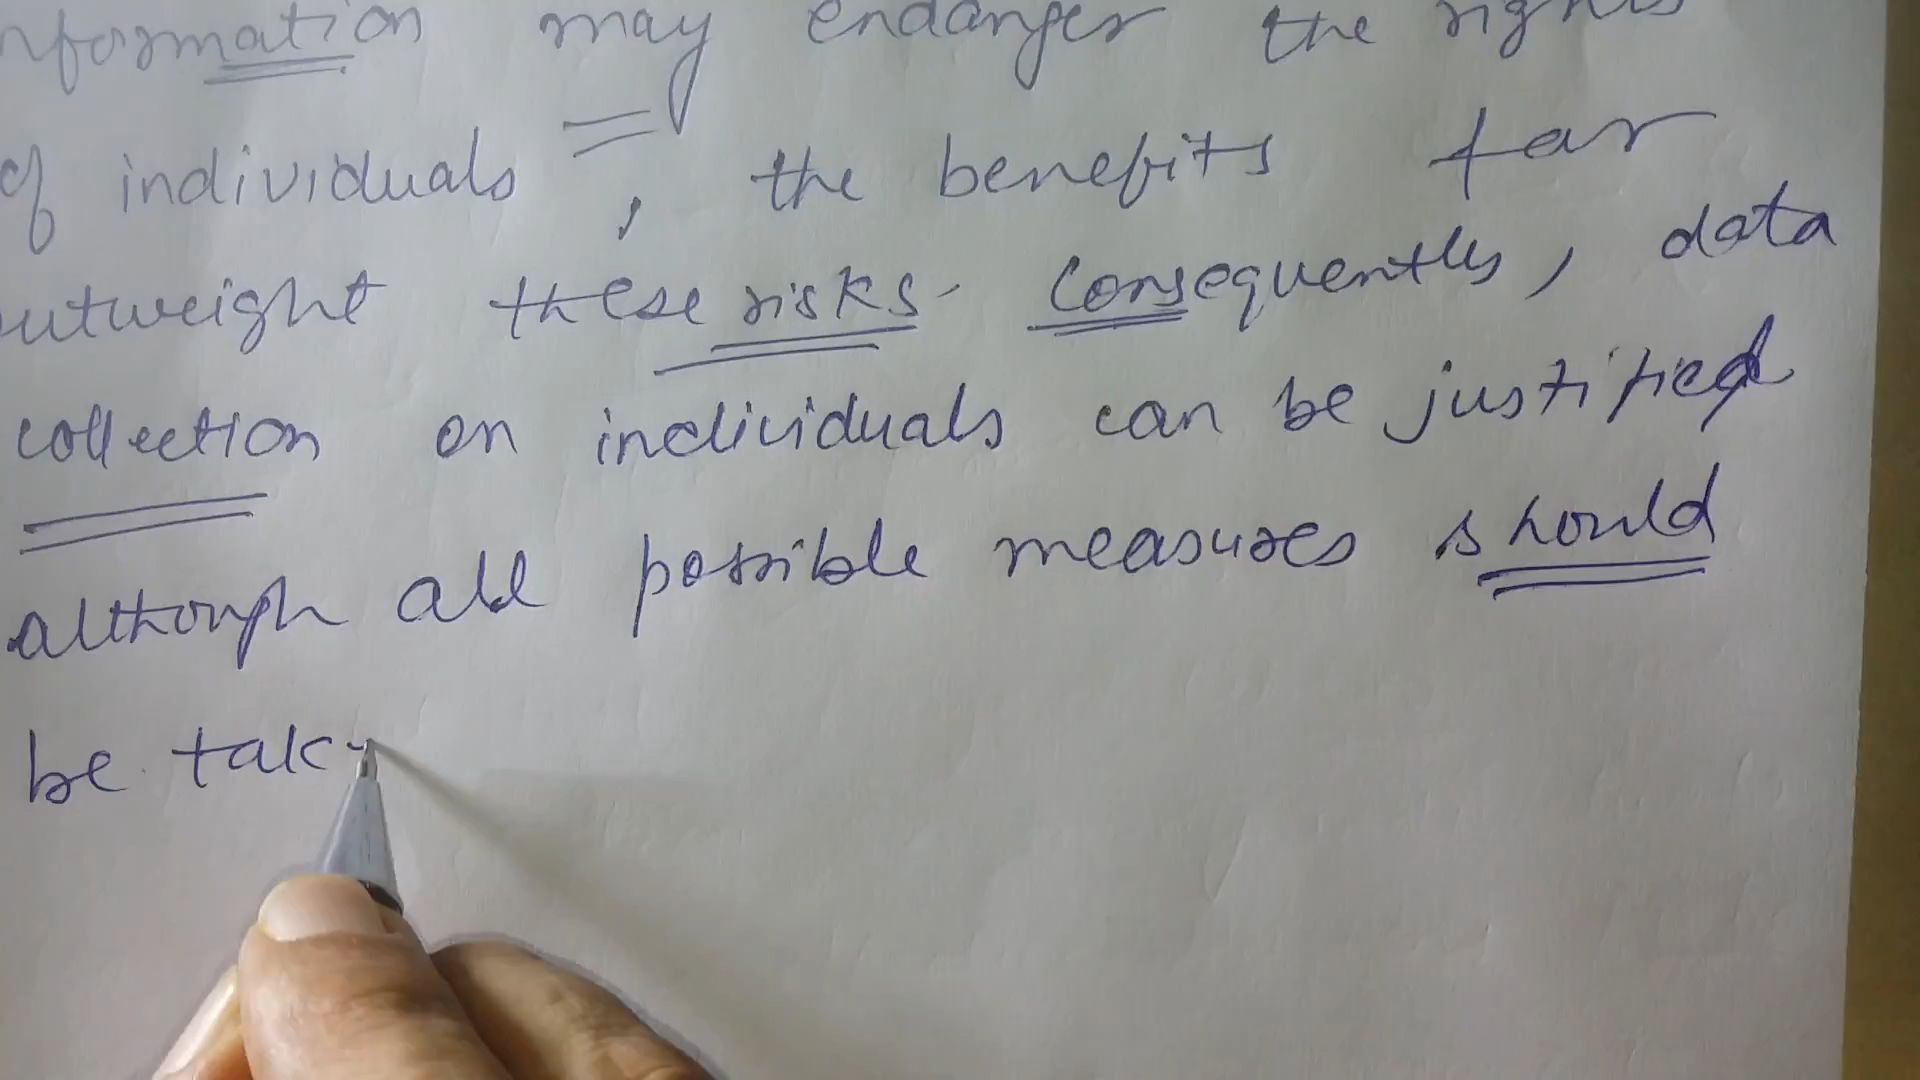 nformation may endanger the rights
of individuals, the benefits far
outweight these risks. Consequently, data
collection on individuals can be justified
although all possible measures should
be tak